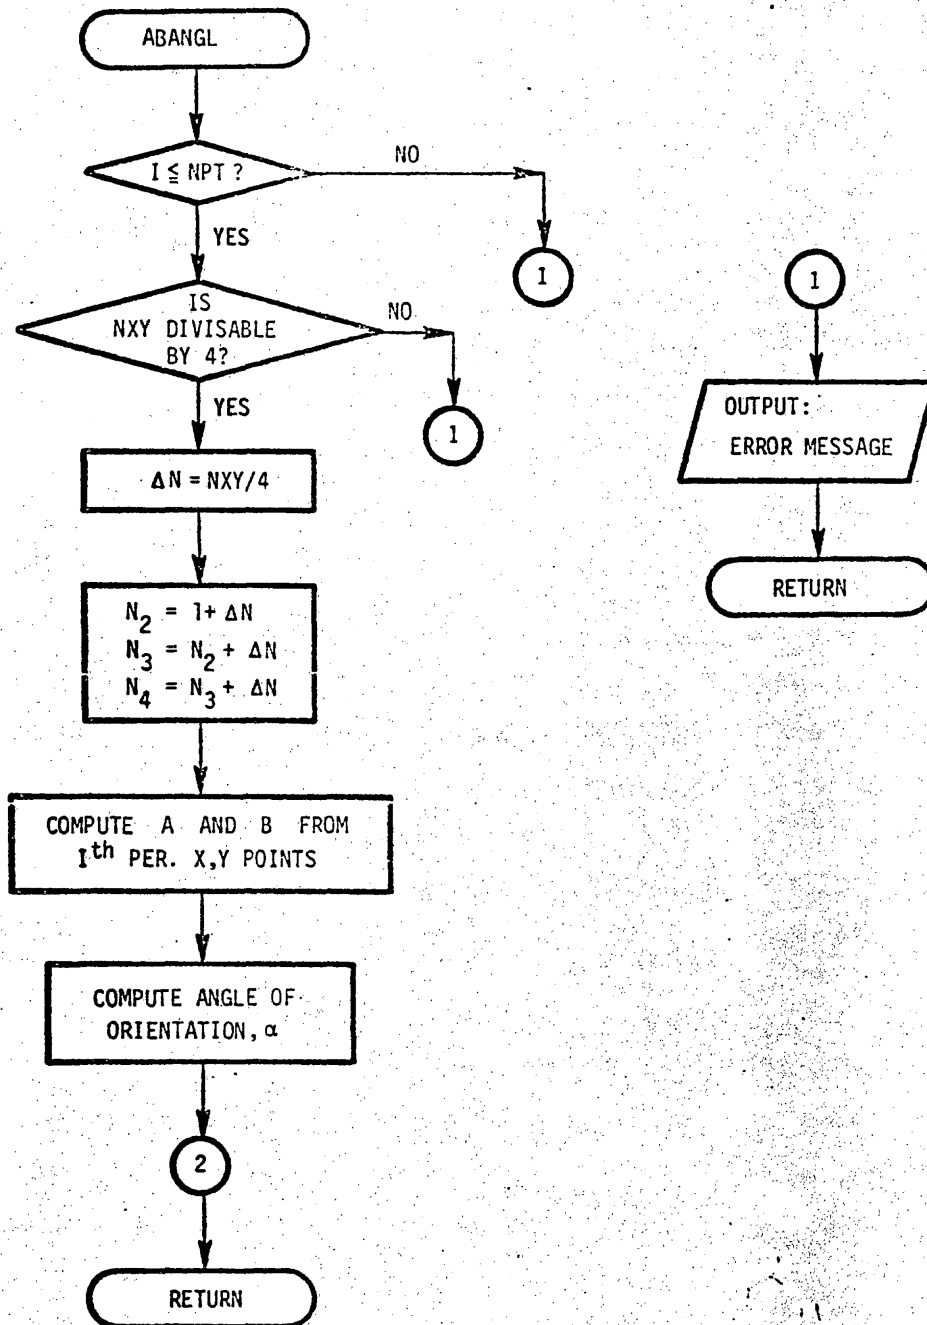 ABANGL
I ≦ NPT ?
NO
YES
I
IS
NXY DIVISABLE
BY 4?
NO
YES
1
ΔN = NXY/4
N2 = 1+ ΔN
N3 = N2 + ΔN
N4 = N3 + ΔN
COMPUTE A AND B FROM
Ith PER. X,Y POINTS
COMPUTE ANGLE OF
ORIENTATION, α
2
RETURN
1
OUTPUT:
ERROR MESSAGE
RETURN